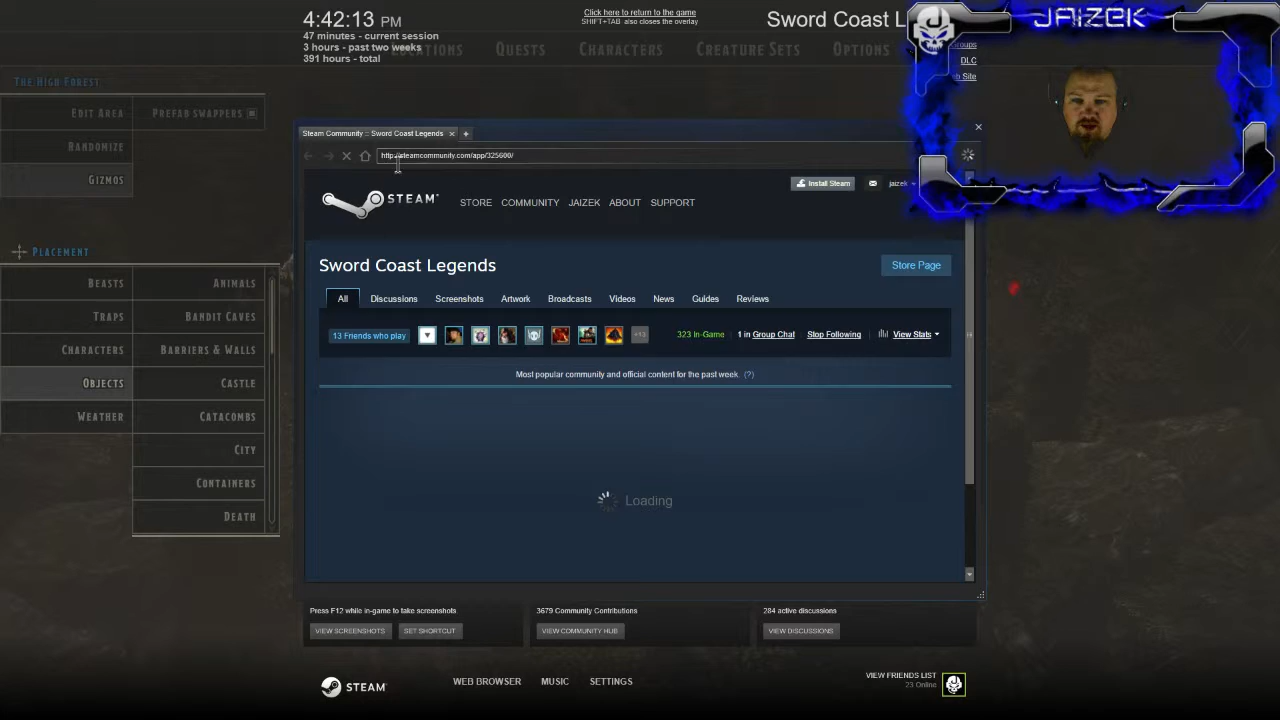 4:42:13 PM
47 minutes - current session
3 hours - past two weeks
391 hours - total
Click here to return to the game
SHIFT+TAB also closes the overlay
Sword Coast L
JAIZEK
Groups
DLC
Site
LOCATIONS
QUESTS
CHARACTERS
CREATURE SETS
OPTIONS
THE HIGH FOREST
EDIT AREA
PREFAB SWAPPERS
RANDOMIZE
GIZMOS
PLACEMENT
BEASTS
ANIMALS
TRAPS
BANDIT CAVES
CHARACTERS
BARRIERS & WALLS
OBJECTS
CASTLE
WEATHER
CATACOMBS
CITY
CONTAINERS
DEATH
Steam Community :: Sword Coast Legends
http://steamcommunity.com/app/325600/
STEAM
Install Steam
jaizek
STORE COMMUNITY JAIZEK ABOUT SUPPORT
Sword Coast Legends
Store Page
All Discussions Screenshots Artwork Broadcasts Videos News Guides Reviews
13 Friends who play
323 In-Game
1 in Group Chat
Stop Following
View Stats
Most popular community and official content for the past week. (?)
Loading
Press F12 while in-game to take screenshots
VIEW SCREENSHOTS
SET SHORTCUT
3679 Community Contributions
VIEW COMMUNITY HUB
284 active discussions
VIEW DISCUSSIONS
STEAM
WEB BROWSER
MUSIC
SETTINGS
VIEW FRIENDS LIST
23 Online